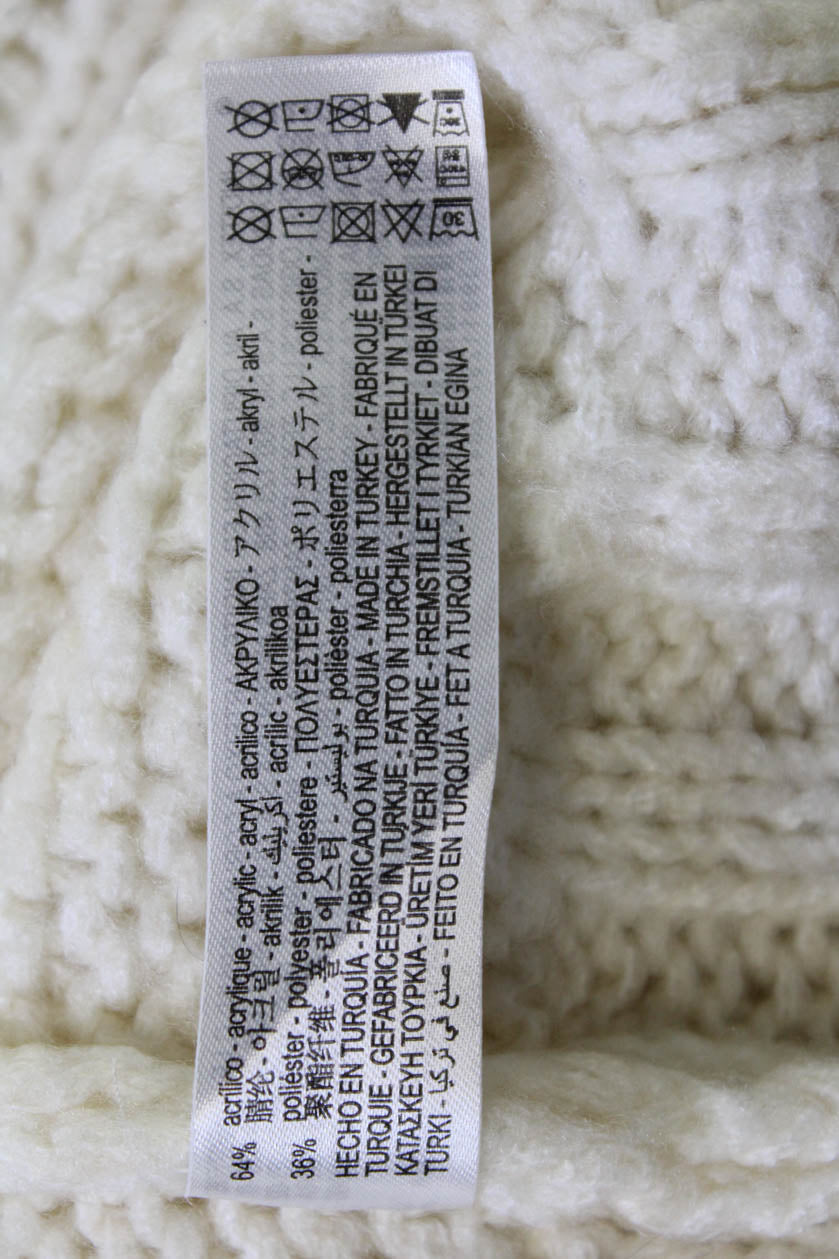 64% acrílico - acrylique - acrylic - acryl - acrilico - ΑΚΡΥΛΙΚΟ - アクリル - akryl - akril -
腈纶 - 아크릴 - akrilik - أكريليك - acrílic - akrilikoa
36% poliéster - polyester - poliestere - ΠΟΛΥΕΣΤΕΡΑΣ - ポリエステル - poliester -
聚酯纤维 - 폴리에스터 - بوليستير - polièster - poliesterra
HECHO EN TURQUÍA - FABRICADO NA TURQUIA - MADE IN TURKEY - FABRIQUÉ EN
TURQUIE - GEFABRICEERD IN TURKIJE - FATTO IN TURCHIA - HERGESTELLT IN TÜRKEI
ΚΑΤΑΣΚΕΥΗ ΤΟΥΡΚΙΑ - ÜRETİM YERİ TÜRKİYE - FREMSTILLET I TYRKIET - DIBUAT DI
TURKI - صنع في تركيا - FEITO EN TURQUÍA - FET A TURQUIA - TURKIAN EGINA
30